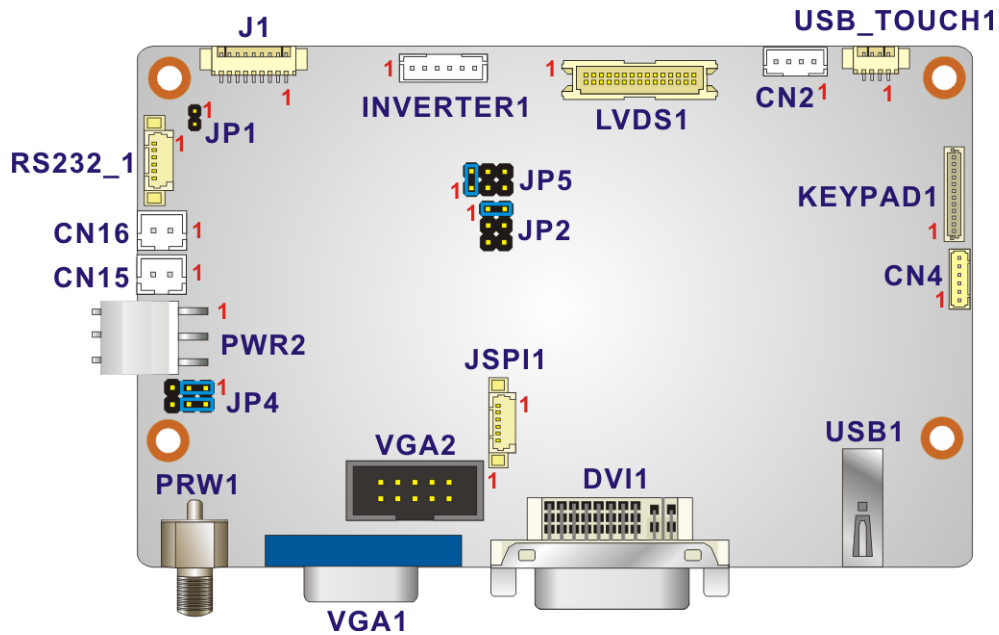 J1
USB_TOUCH1
1
1
1
1
1
INVERTER1
LVDS1
CN2
1
JP1
1
RS232_1
JP5
1
KEYPAD1
1
JP2
CN16
1
1
CN4
CN15
1
1
1
PWR2
JSPI1
1
JP4
1
USB1
VGA2
1
PRW1
DVI1
VGA1